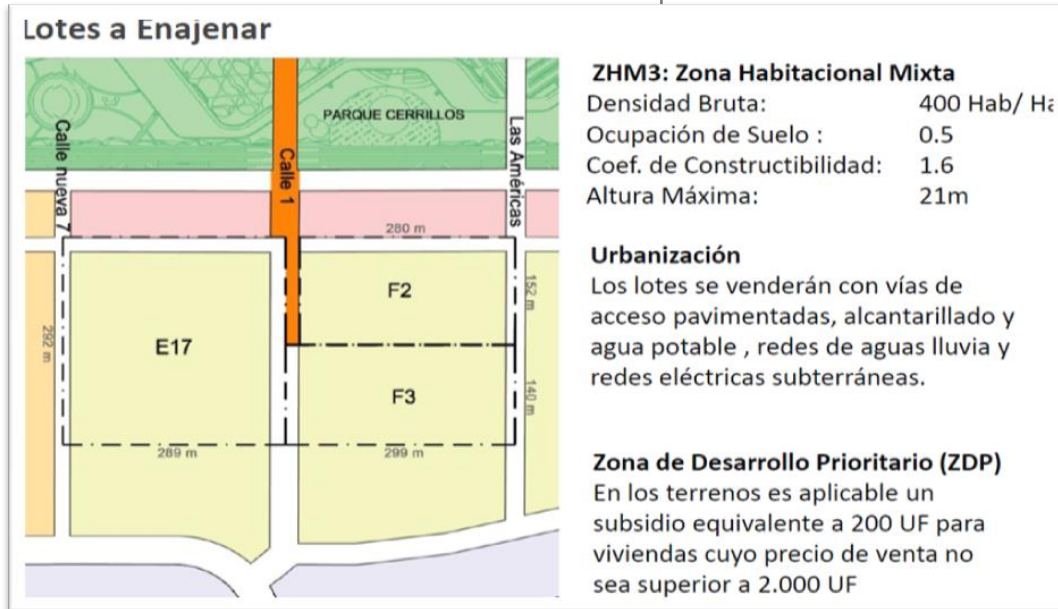 Lotes a Enajenar
PARQUE CERRILLOS
Calle nueva 7
Calle 1
Las Américas
280 m
F2
152 m
292 m
E17
F3
140 m
289 m
299 m
ZHM3: Zona Habitacional Mixta
Densidad Bruta: 400 Hab/ Ha
Ocupación de Suelo : 0.5
Coef. de Constructibilidad: 1.6
Altura Máxima: 21m
Urbanización
Los lotes se venderán con vías de
acceso pavimentadas, alcantarillado y
agua potable , redes de aguas lluvia y
redes eléctricas subterráneas.
Zona de Desarrollo Prioritario (ZDP)
En los terrenos es aplicable un
subsidio equivalente a 200 UF para
viviendas cuyo precio de venta no
sea superior a 2.000 UF